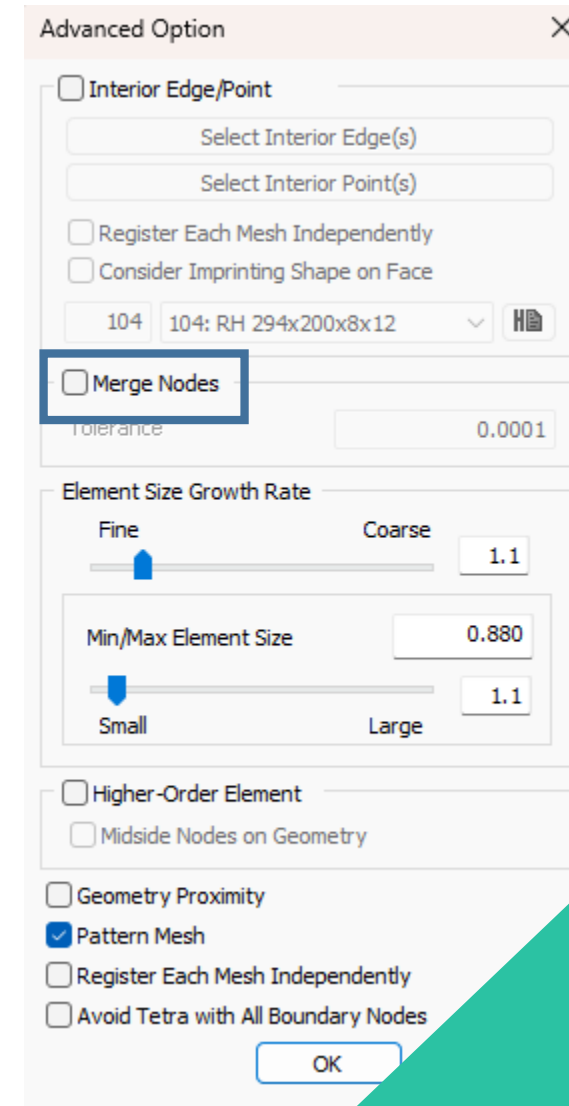 Advanced Option
Interior Edge/Point
Select Interior Edge(s)
Select Interior Point(s)
Register Each Mesh Independently
Consider Imprinting Shape on Face
104 104: RH 294x200x8x12
Merge Nodes
Tolerance 0.0001
Element Size Growth Rate
Fine Coarse
1.1
Min/Max Element Size 0.880
1.1
Small Large
Higher-Order Element
Midside Nodes on Geometry
Geometry Proximity
Pattern Mesh
Register Each Mesh Independently
Avoid Tetra with All Boundary Nodes
OK